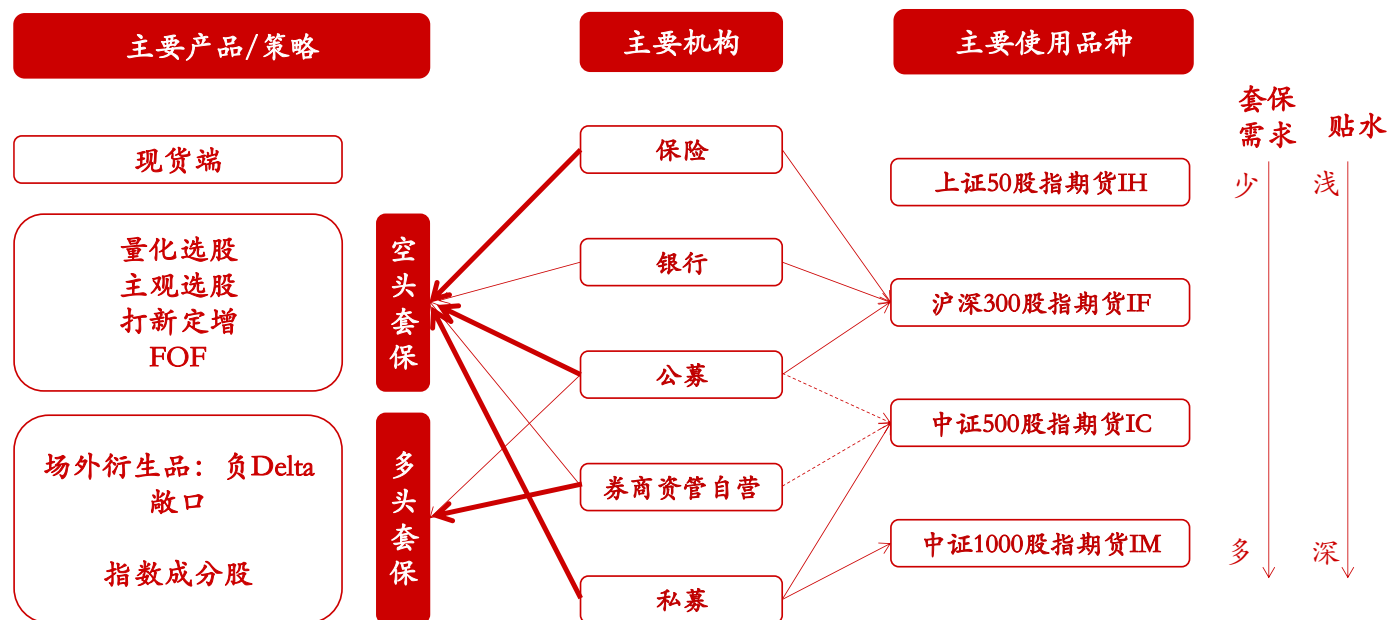 主要产品/策略
主要机构
主要使用品种
套保
需求
贴水
现货端
保险
上证50股指期货IH
少
浅
量化选股
主观选股
打新定增
FOF
空
头
套
保
银行
沪深300股指期货IF
公募
中证500股指期货IC
场外衍生品：负Delta
敞口
指数成分股
多
头
套
保
券商资管自营
中证1000股指期货IM
多
深
私募